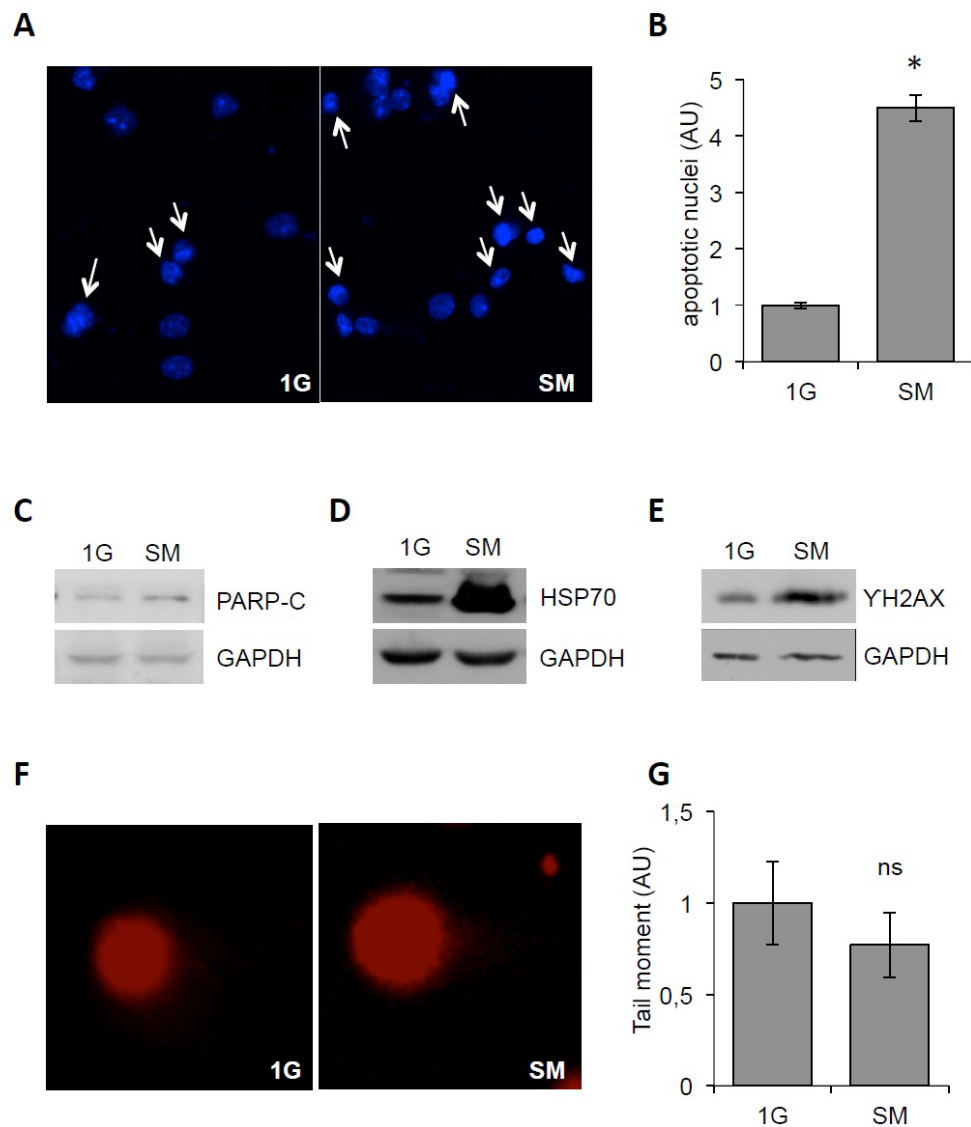 A
1G
SM
B
apoptotic nuclei (AU)
5
4
3
2
1
0
*
1G
SM
C
1G SM
PARP-C
GAPDH
D
1G SM
HSP70
GAPDH
E
1G SM
ϒH2AX
GAPDH
F
1G
SM
G
Tail moment (AU)
1,5
1
0,5
0
ns
1G
SM